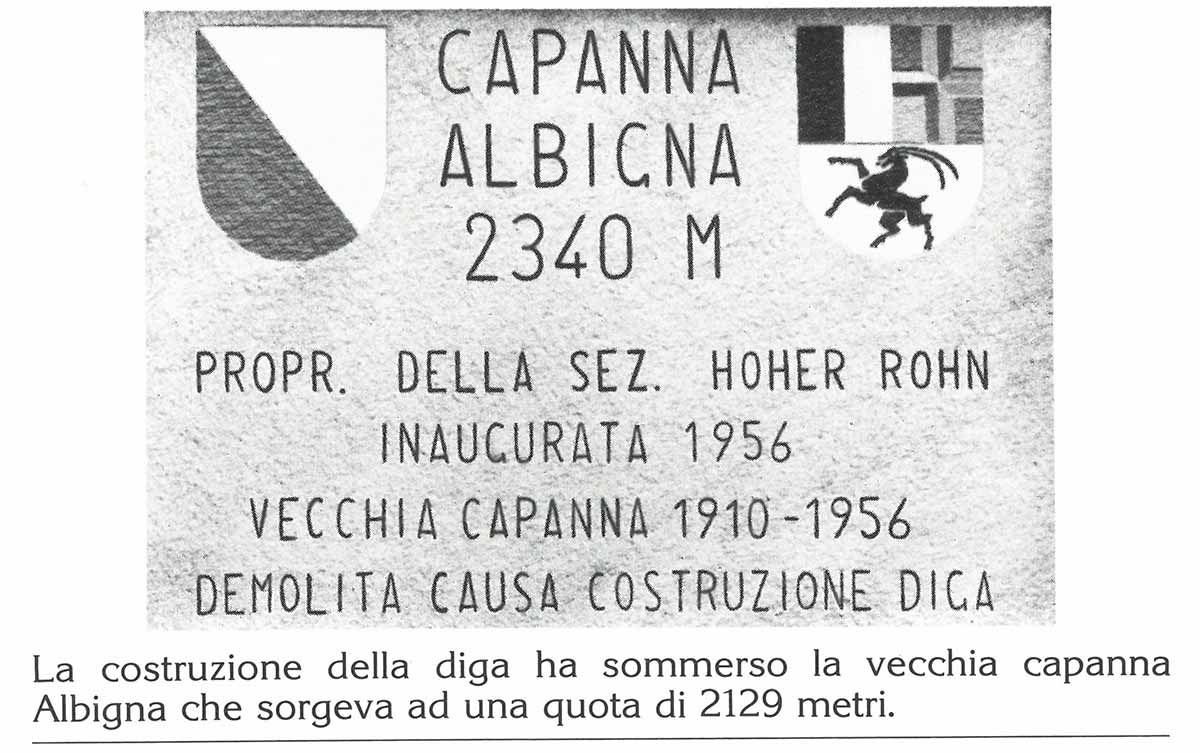 CAPANNA
ALBIGNA
2340 M
PROPR. DELLA SEZ. HOHER ROHN
INAUGURATA 1956
VECCHIA CAPANNA 1910-1956
DEMOLITA CAUSA COSTRUZIONE DIGA
La costruzione della diga ha sommerso la vecchia capanna
Albigna che sorgeva ad una quota di 2129 metri.